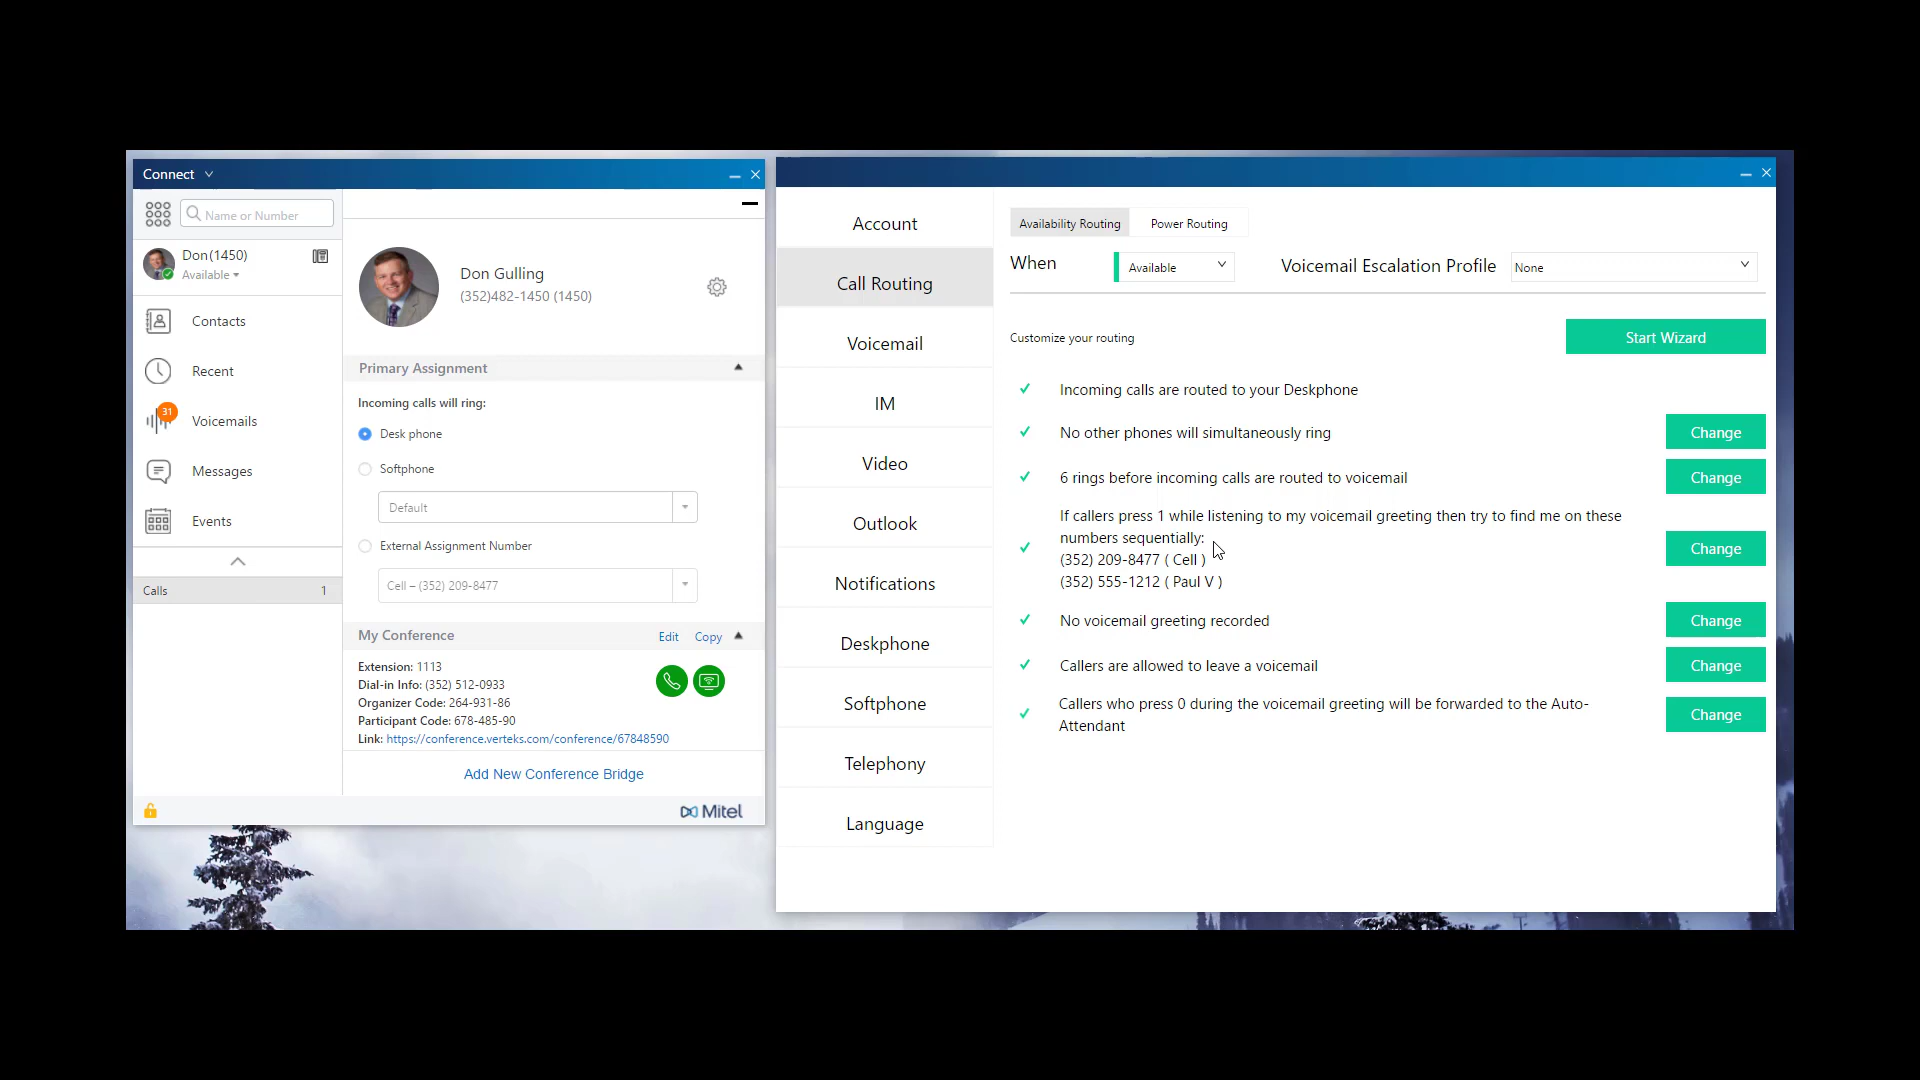 Connect
Name or Number
Don(1450)
Available
Contacts
Recent
31
Voicemails
Messages
Events
Calls 1
Don Gulling
(352)482-1450 (1450)
Primary Assignment
Incoming calls will ring:
Desk phone
Softphone
Default
External Assignment Number
Cell – (352) 209-8477
My Conference Edit Copy
Extension: 1113
Dial-in Info: (352) 512-0933
Organizer Code: 264-931-86
Participant Code: 678-485-90
Link: https://conference.verteks.com/conference/67848590
Add New Conference Bridge
Mitel
Account
Call Routing
Voicemail
IM
Video
Outlook
Notifications
Deskphone
Softphone
Telephony
Language
Availability Routing Power Routing
When Available Voicemail Escalation Profile None
Customize your routing Start Wizard
Incoming calls are routed to your Deskphone
No other phones will simultaneously ring Change
6 rings before incoming calls are routed to voicemail Change
If callers press 1 while listening to my voicemail greeting then try to find me on these
numbers sequentially:
(352) 209-8477 ( Cell )
(352) 555-1212 ( Paul V )
Change
No voicemail greeting recorded Change
Callers are allowed to leave a voicemail Change
Callers who press 0 during the voicemail greeting will be forwarded to the Auto-
Attendant
Change